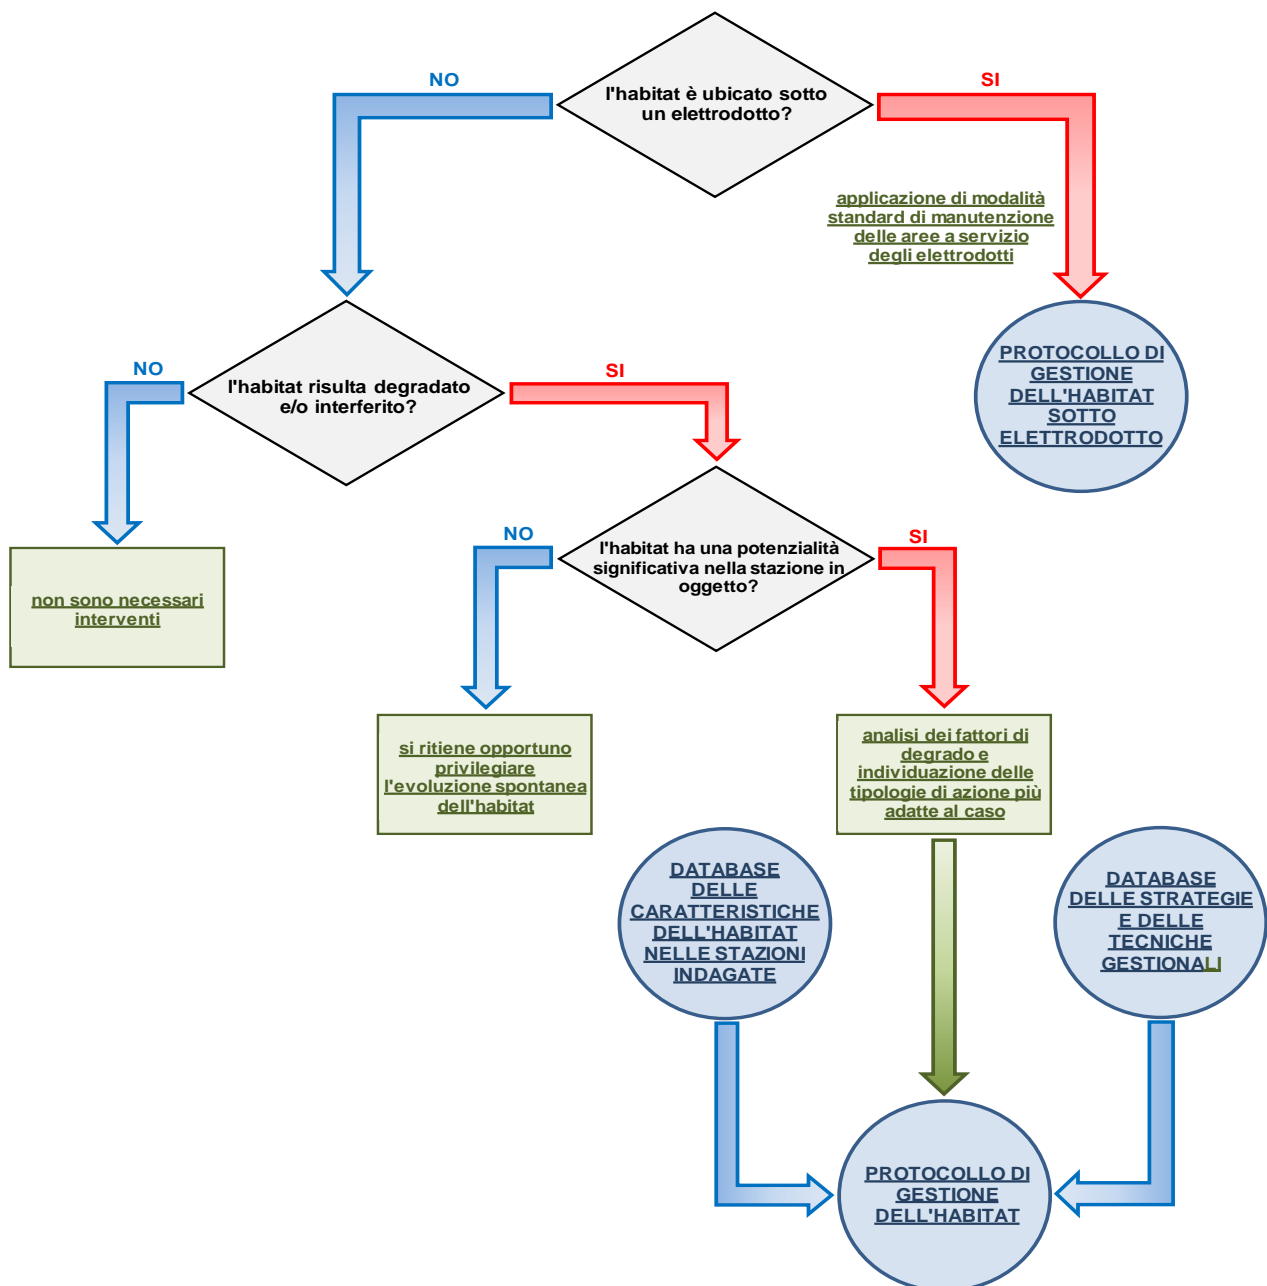 NO
SI
l'habitat è ubicato sotto
un elettrodotto?
applicazione di modalità
standard di manutenzione
delle aree a servizio
degli elettrodotti
PROTOCOLLO DI
GESTIONE
DELL'HABITAT
SOTTO
ELETTRODOTTO
NO
SI
l'habitat risulta degradato
e/o interferito?
NO
SI
l'habitat ha una potenzialità
significativa nella stazione in
oggetto?
non sono necessari
interventi
si ritiene opportuno
privilegiare
l'evoluzione spontanea
dell'habitat
analisi dei fattori di
degrado e
individuazione delle
tipologie di azione più
adatte al caso
DATABASE
DELLE
CARATTERISTICHE
DELL'HABITAT
NELLE STAZIONI
INDAGATE
DATABASE
DELLE STRATEGIE
E DELLE
TECNICHE
GESTIONALI
PROTOCOLLO DI
GESTIONE
DELL'HABITAT